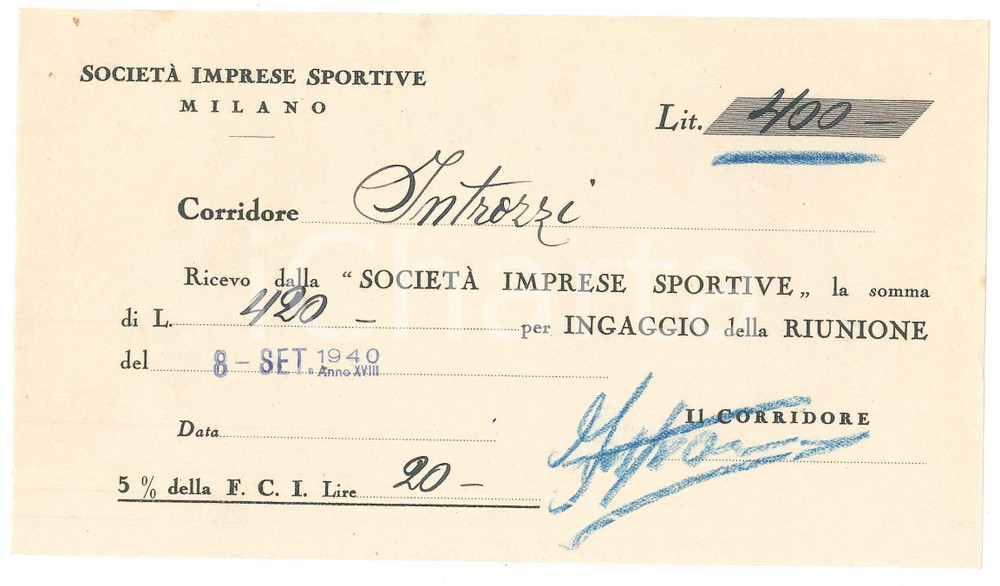 SOCIETÀ IMPRESE SPORTIVE
MILANO
Lit. 400 —
Corridore Introzzi
Ricevo dalla “SOCIETÀ IMPRESE SPORTIVE„ la somma
di L. 420 — per INGAGGIO della RIUNIONE
del 8 - SET. 1940 Anno XVIII
Data
Il CORRIDORE
5 % della F. C. I. Lire 20 —